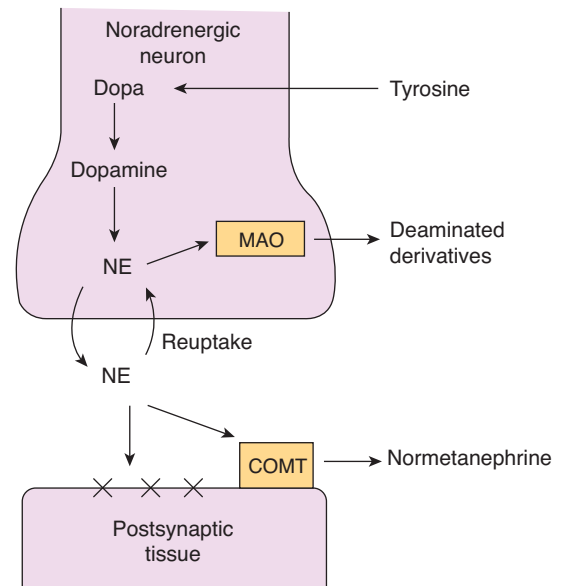 Noradrenergic
neuron
Dopa
Tyrosine
Dopamine
MAO
Deaminated
derivatives
NE
Reuptake
NE
COMT
Normetanephrine
Postsynaptic
tissue